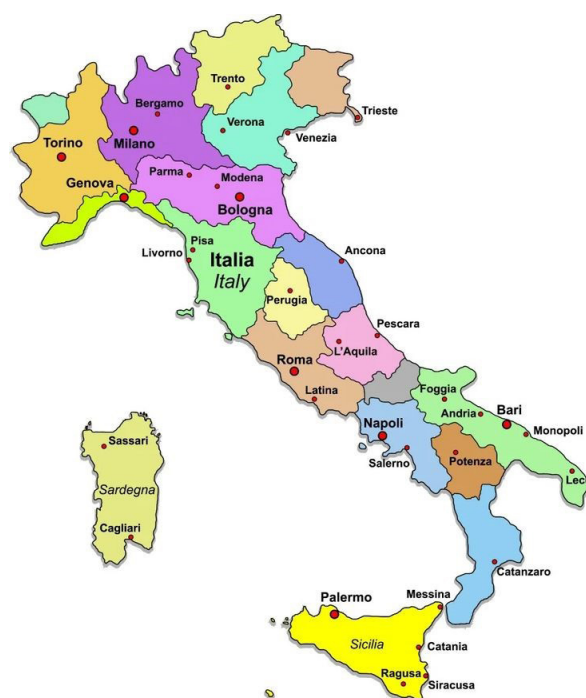 Trento
Bergamo
Trieste
Verona
Venezia
Milano
Torino
Parma
Modena
Genova
Bologna
Pisa
Livorno
Italia
Italy
Ancona
Perugia
Pescara
L'Aquila
Roma
Latina
Foggia
Andria
Bari
Napoli
Monopoli
Salerno
Potenza
Lec
Sassari
Sardegna
Cagliari
Catanzaro
Messina
Palermo
Sicilia
Catania
Ragusa
Siracusa